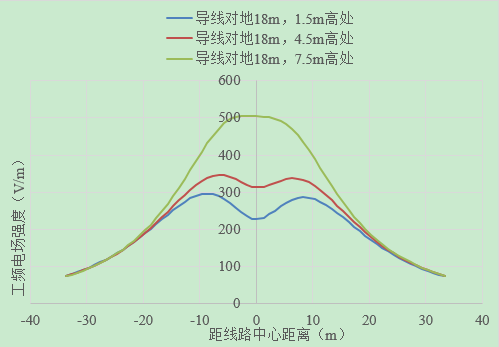 导线对地18m，1.5m高处
导线对地18m，4.5m高处
导线对地18m，7.5m高处
600
500
400
300
200
100
0
工频电场强度（V/m）
-40 -30 -20 -10 0 10 20 30 40
距线路中心距离（m）